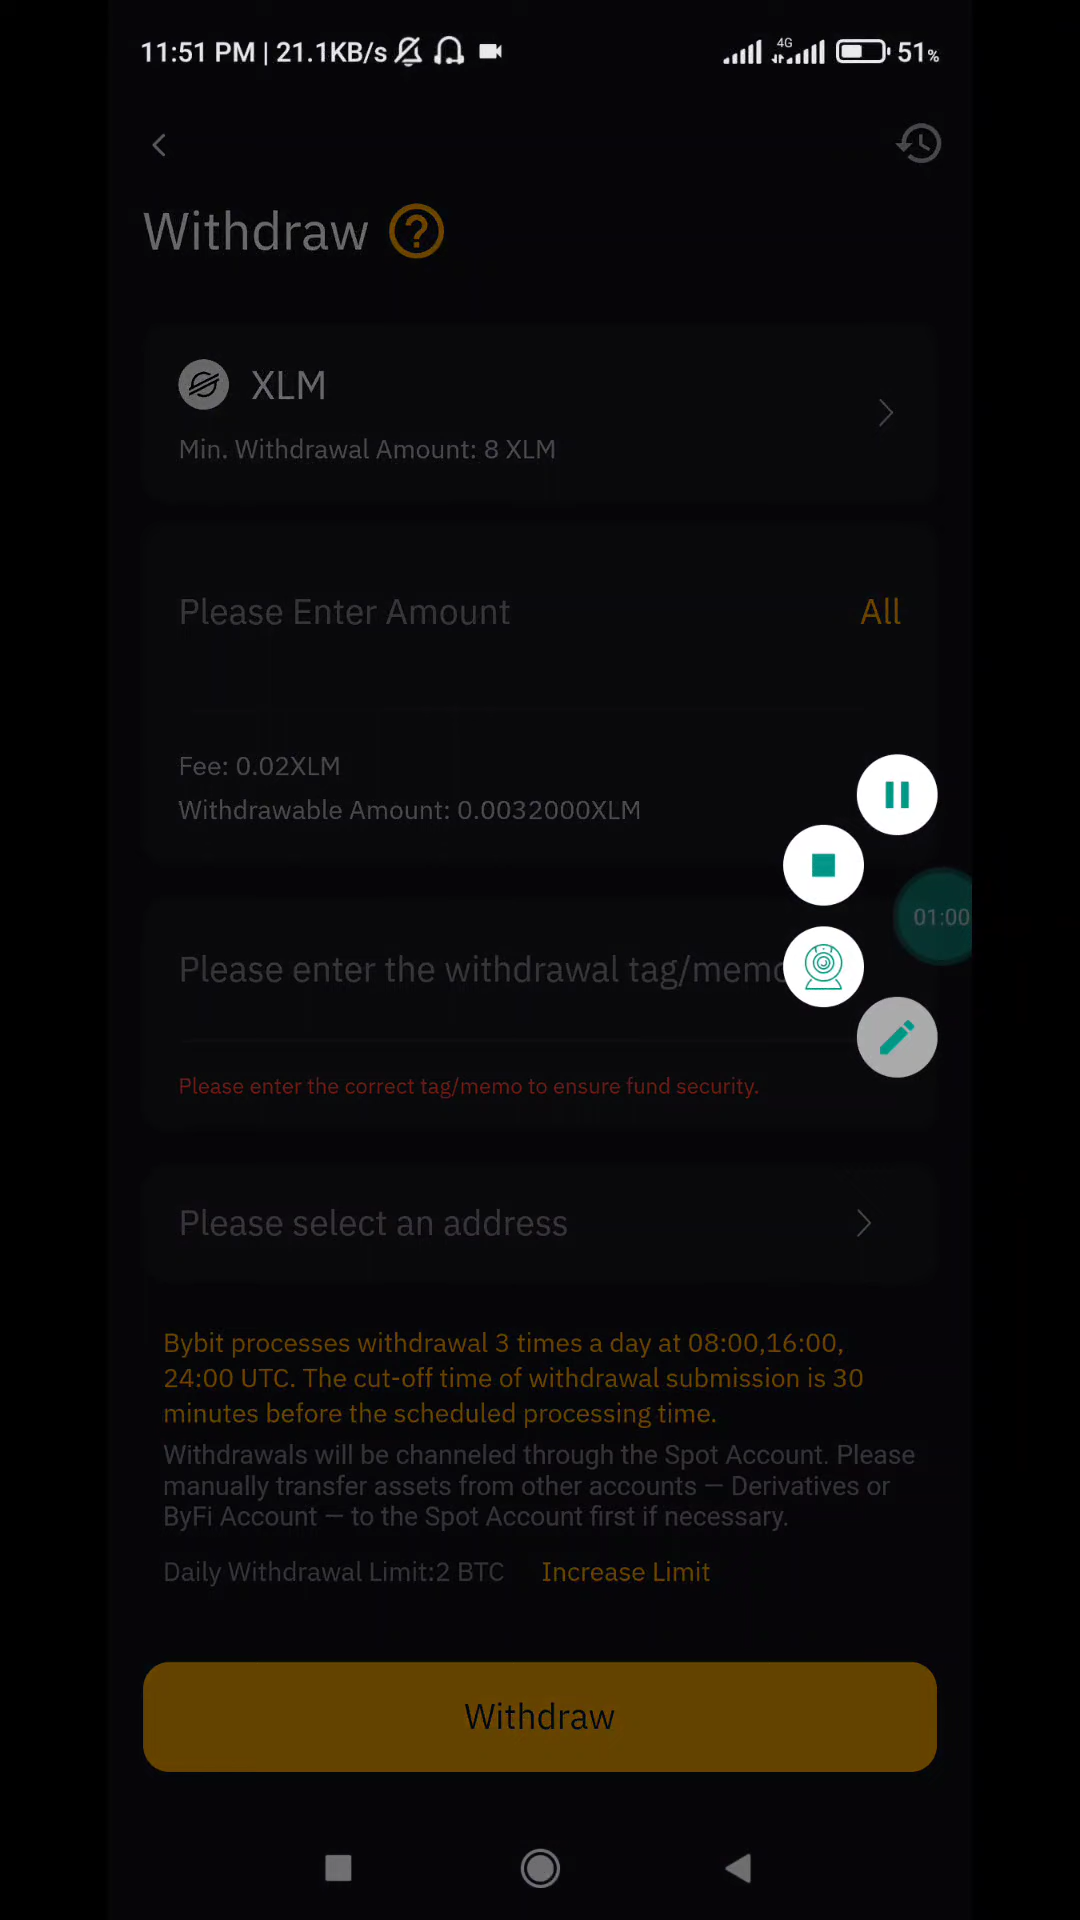 11:51 PM | 21.1KB/s 4G 51%
Withdraw ?
XLM
Min. Withdrawal Amount: 8 XLM
Please Enter Amount All
Fee: 0.02XLM
Withdrawable Amount: 0.0032000XLM
01:00
Please enter the withdrawal tag/memo
Please enter the correct tag/memo to ensure fund security.
Please select an address
Bybit processes withdrawal 3 times a day at 08:00,16:00,
24:00 UTC. The cut-off time of withdrawal submission is 30
minutes before the scheduled processing time.
Withdrawals will be channeled through the Spot Account. Please
manually transfer assets from other accounts — Derivatives or
ByFi Account — to the Spot Account first if necessary.
Daily Withdrawal Limit:2 BTC Increase Limit
Withdraw